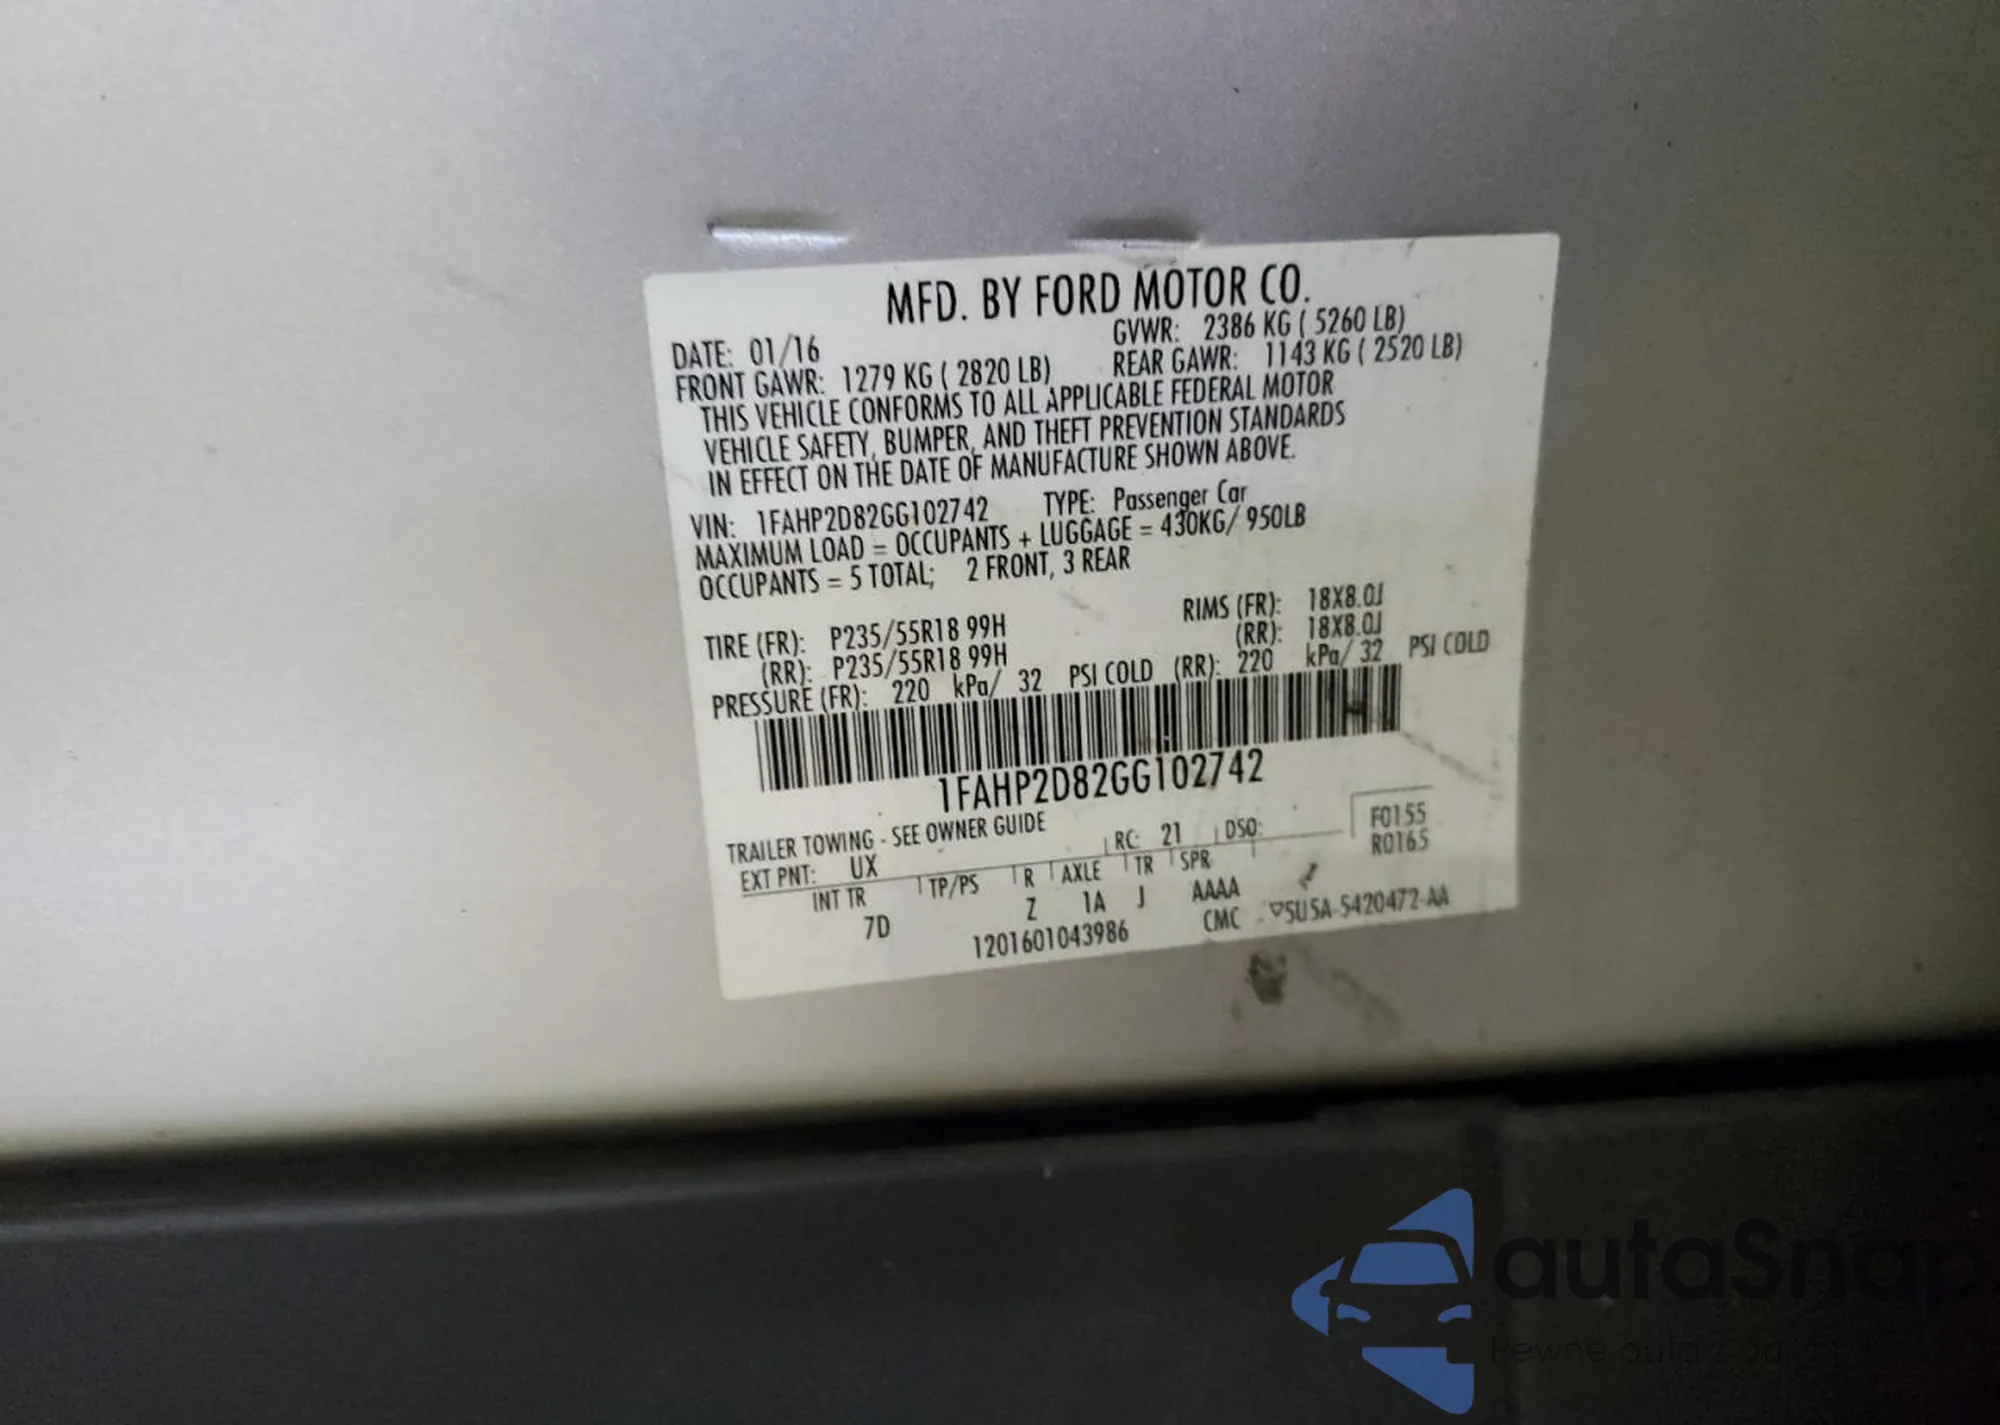 MFD. BY FORD MOTOR CO.
DATE: 01/16 GVWR: 2386 KG ( 5260 LB)
FRONT GAWR: 1279 KG ( 2820 LB) REAR GAWR: 1143 KG ( 2520 LB)
THIS VEHICLE CONFORMS TO ALL APPLICABLE FEDERAL MOTOR
VEHICLE SAFETY, BUMPER, AND THEFT PREVENTION STANDARDS
IN EFFECT ON THE DATE OF MANUFACTURE SHOWN ABOVE.
VIN: 1FAHP2D82GG102742 TYPE: Passenger Car
MAXIMUM LOAD = OCCUPANTS + LUGGAGE = 430KG/ 950LB
OCCUPANTS = 5 TOTAL; 2 FRONT, 3 REAR
TIRE (FR): P235/55R18 99H RIMS (FR): 18X8.0J
(RR): P235/55R18 99H (RR): 18X8.0J
PRESSURE (FR): 220 kPa/ 32 PSI COLD (RR): 220 kPa/ 32 PSI COLD
1FAHP2D82GG102742
TRAILER TOWING - SEE OWNER GUIDE
F0155
R0165
EXT PNT: UX RC: 21 DSO:
INT TR TP/PS R AXLE TR SPR
7D Z 1A J AAAA
1201601043986 CMC 5U5A-5420472-AA
autaSnap
Pewne auto z